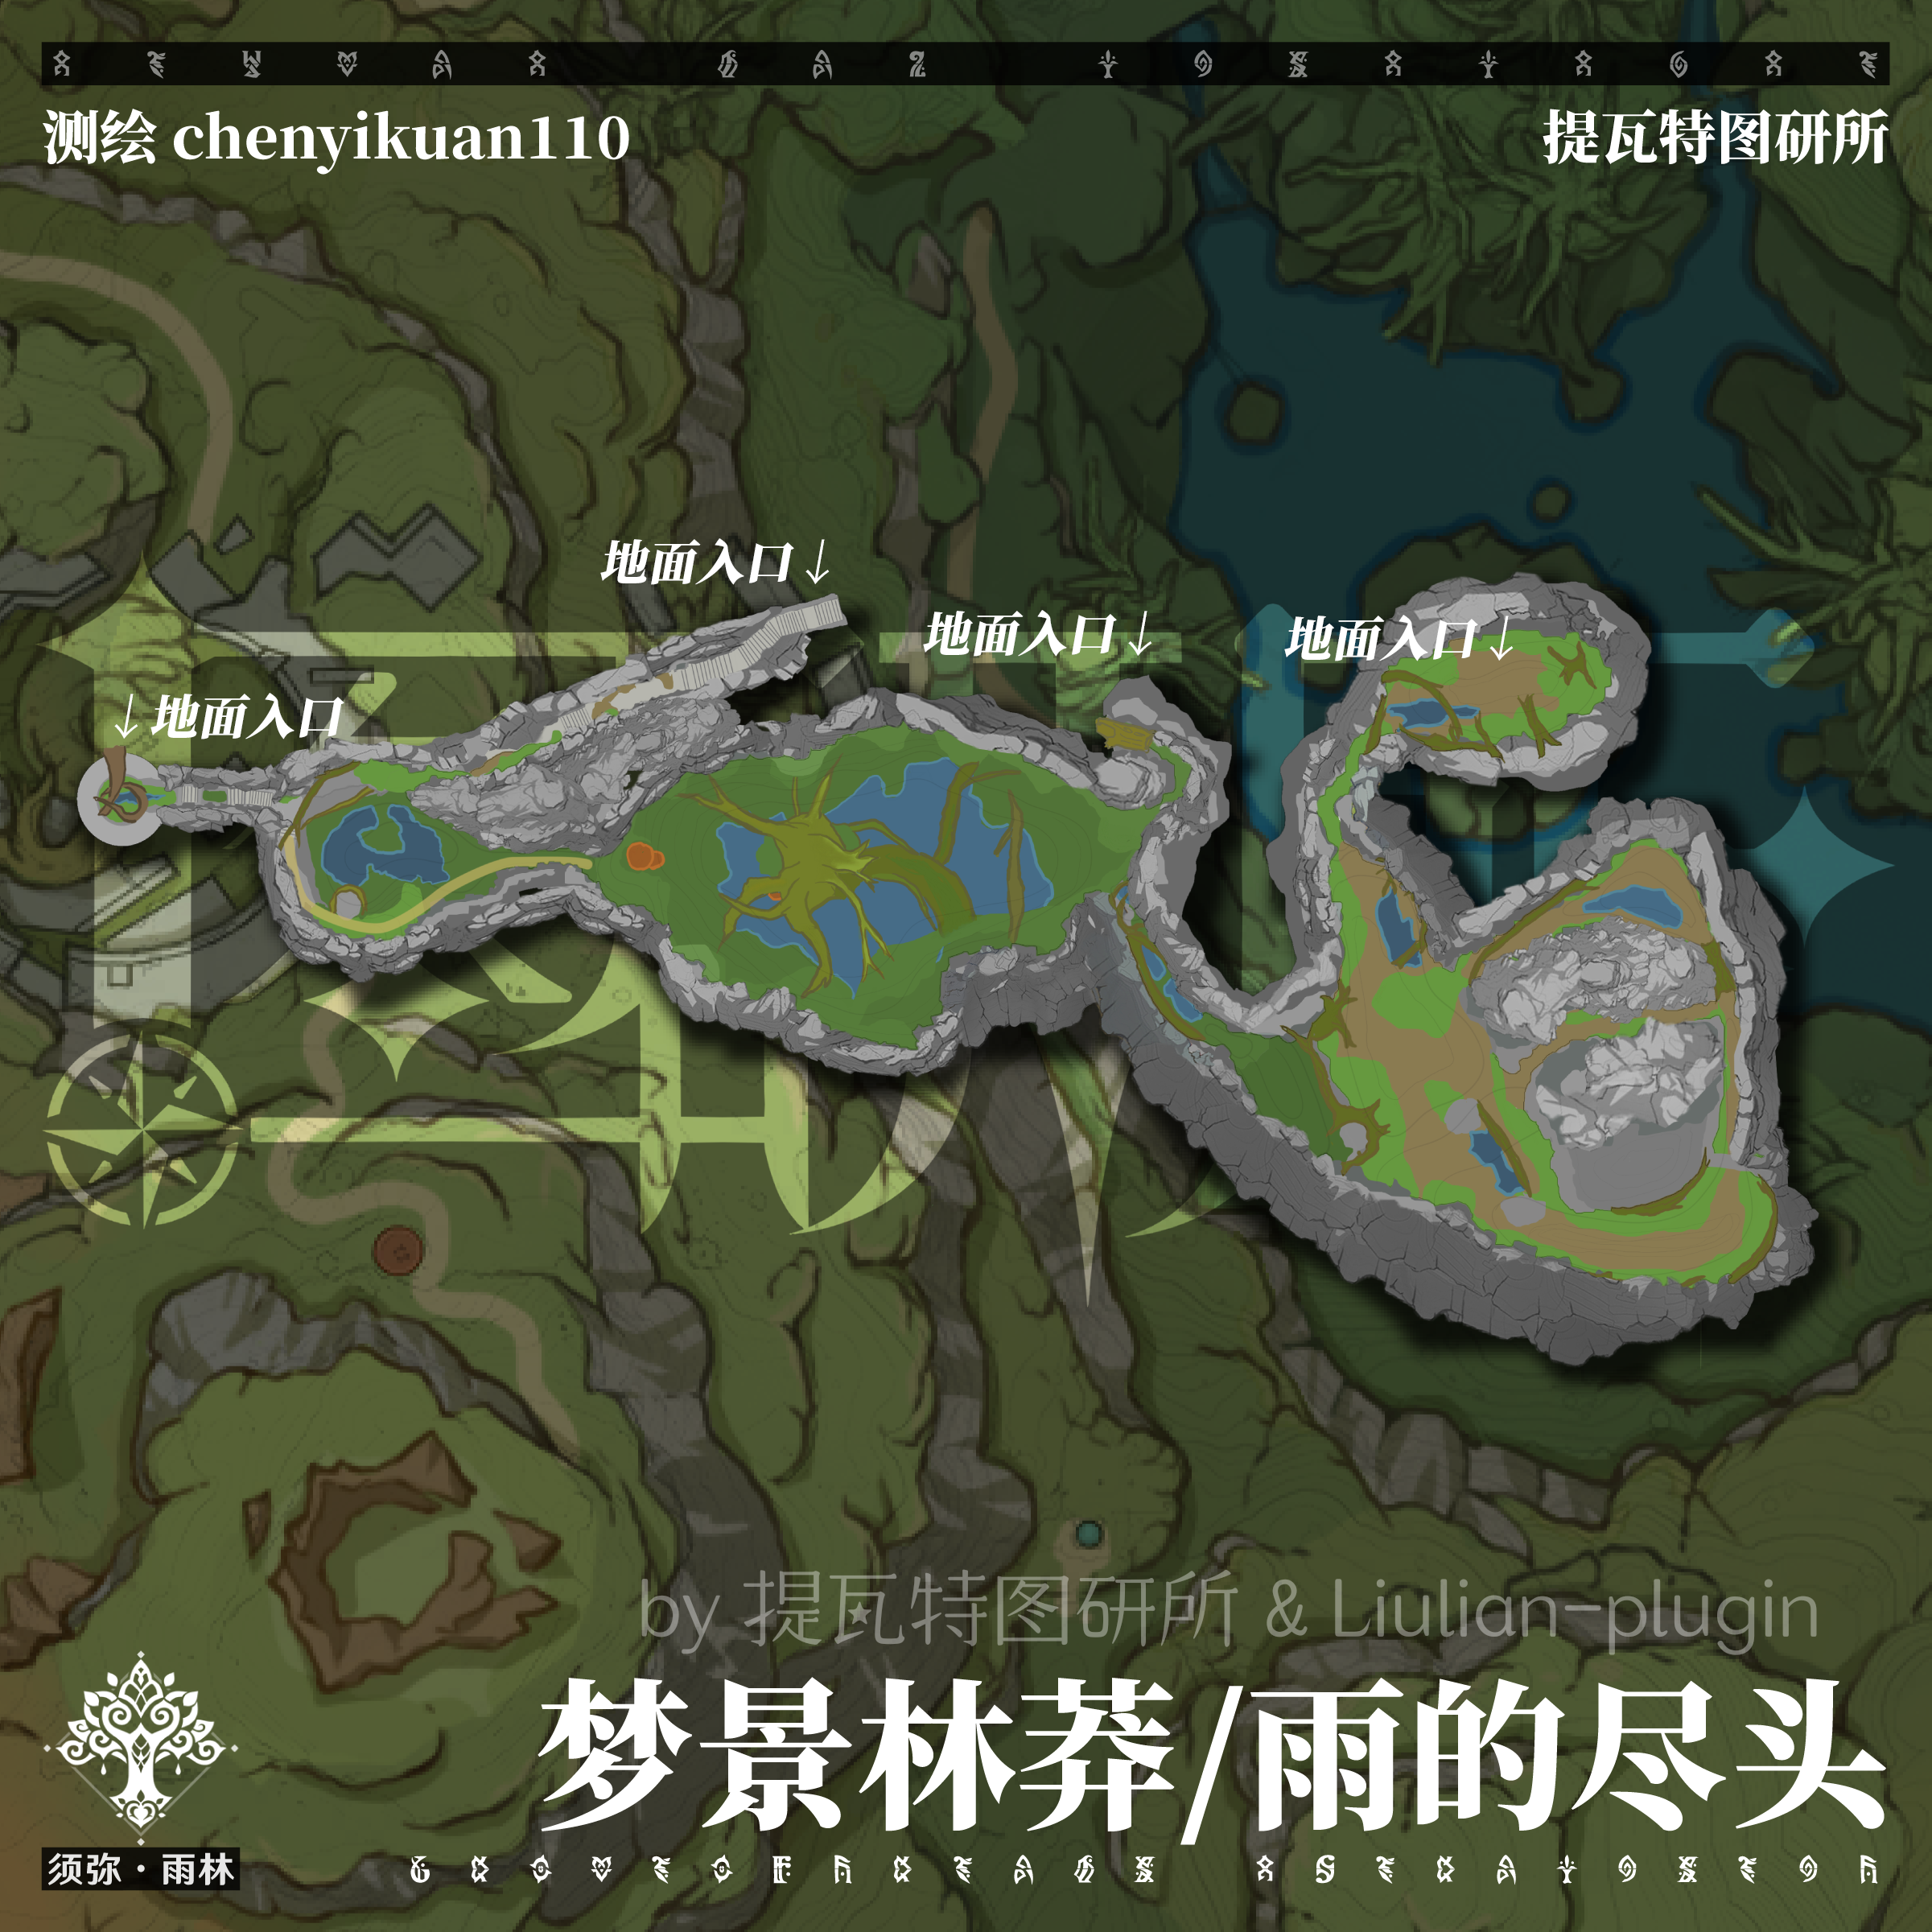 测绘 chenyikuan110
提瓦特图研所
地面入口↓
地面入口↓
地面入口↓
↓地面入口
by 提瓦特图研所 & Liulian-plugin
梦景林莽/雨的尽头
须弥·雨林